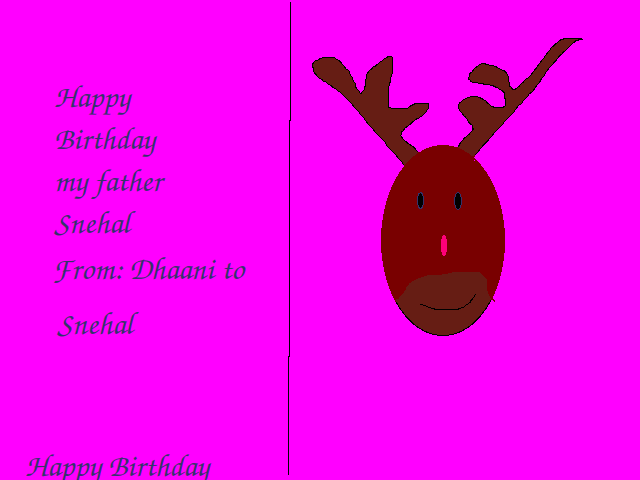 Happy
Birthday
my father
Snehal
From: Dhaani to
Snehal
Happy Birthday